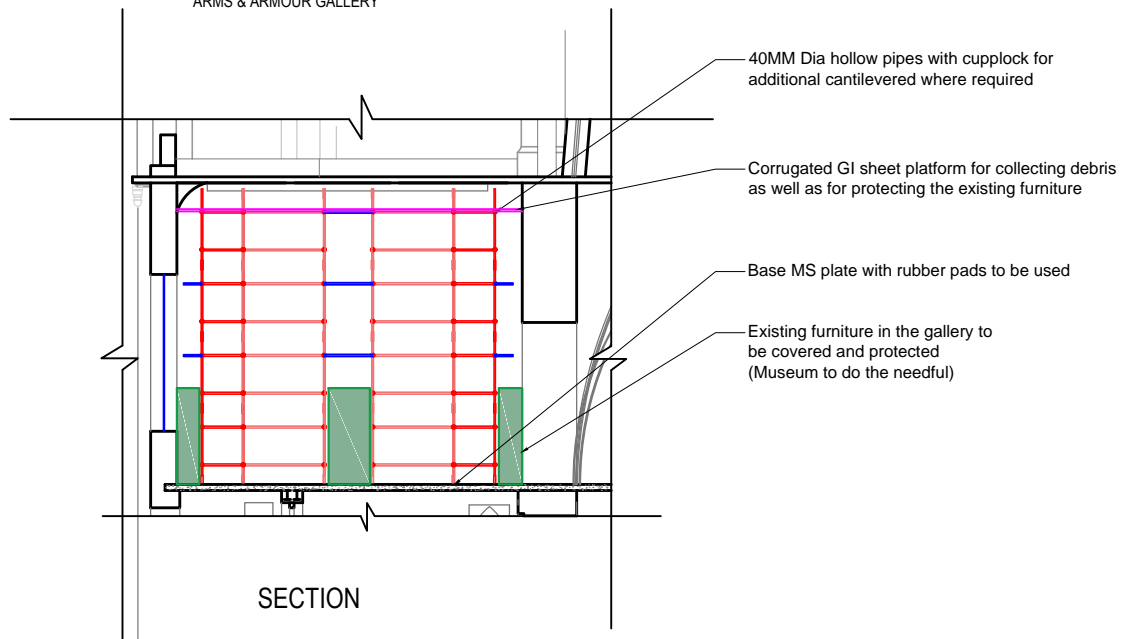 ARMS & ARMOUR GALLERY
40MM Dia hollow pipes with cupplock for
additional cantilevered where required
Corrugated GI sheet platform for collecting debris
as well as for protecting the existing furniture
Base MS plate with rubber pads to be used
Existing furniture in the gallery to
be covered and protected
(Museum to do the needful)
SECTION